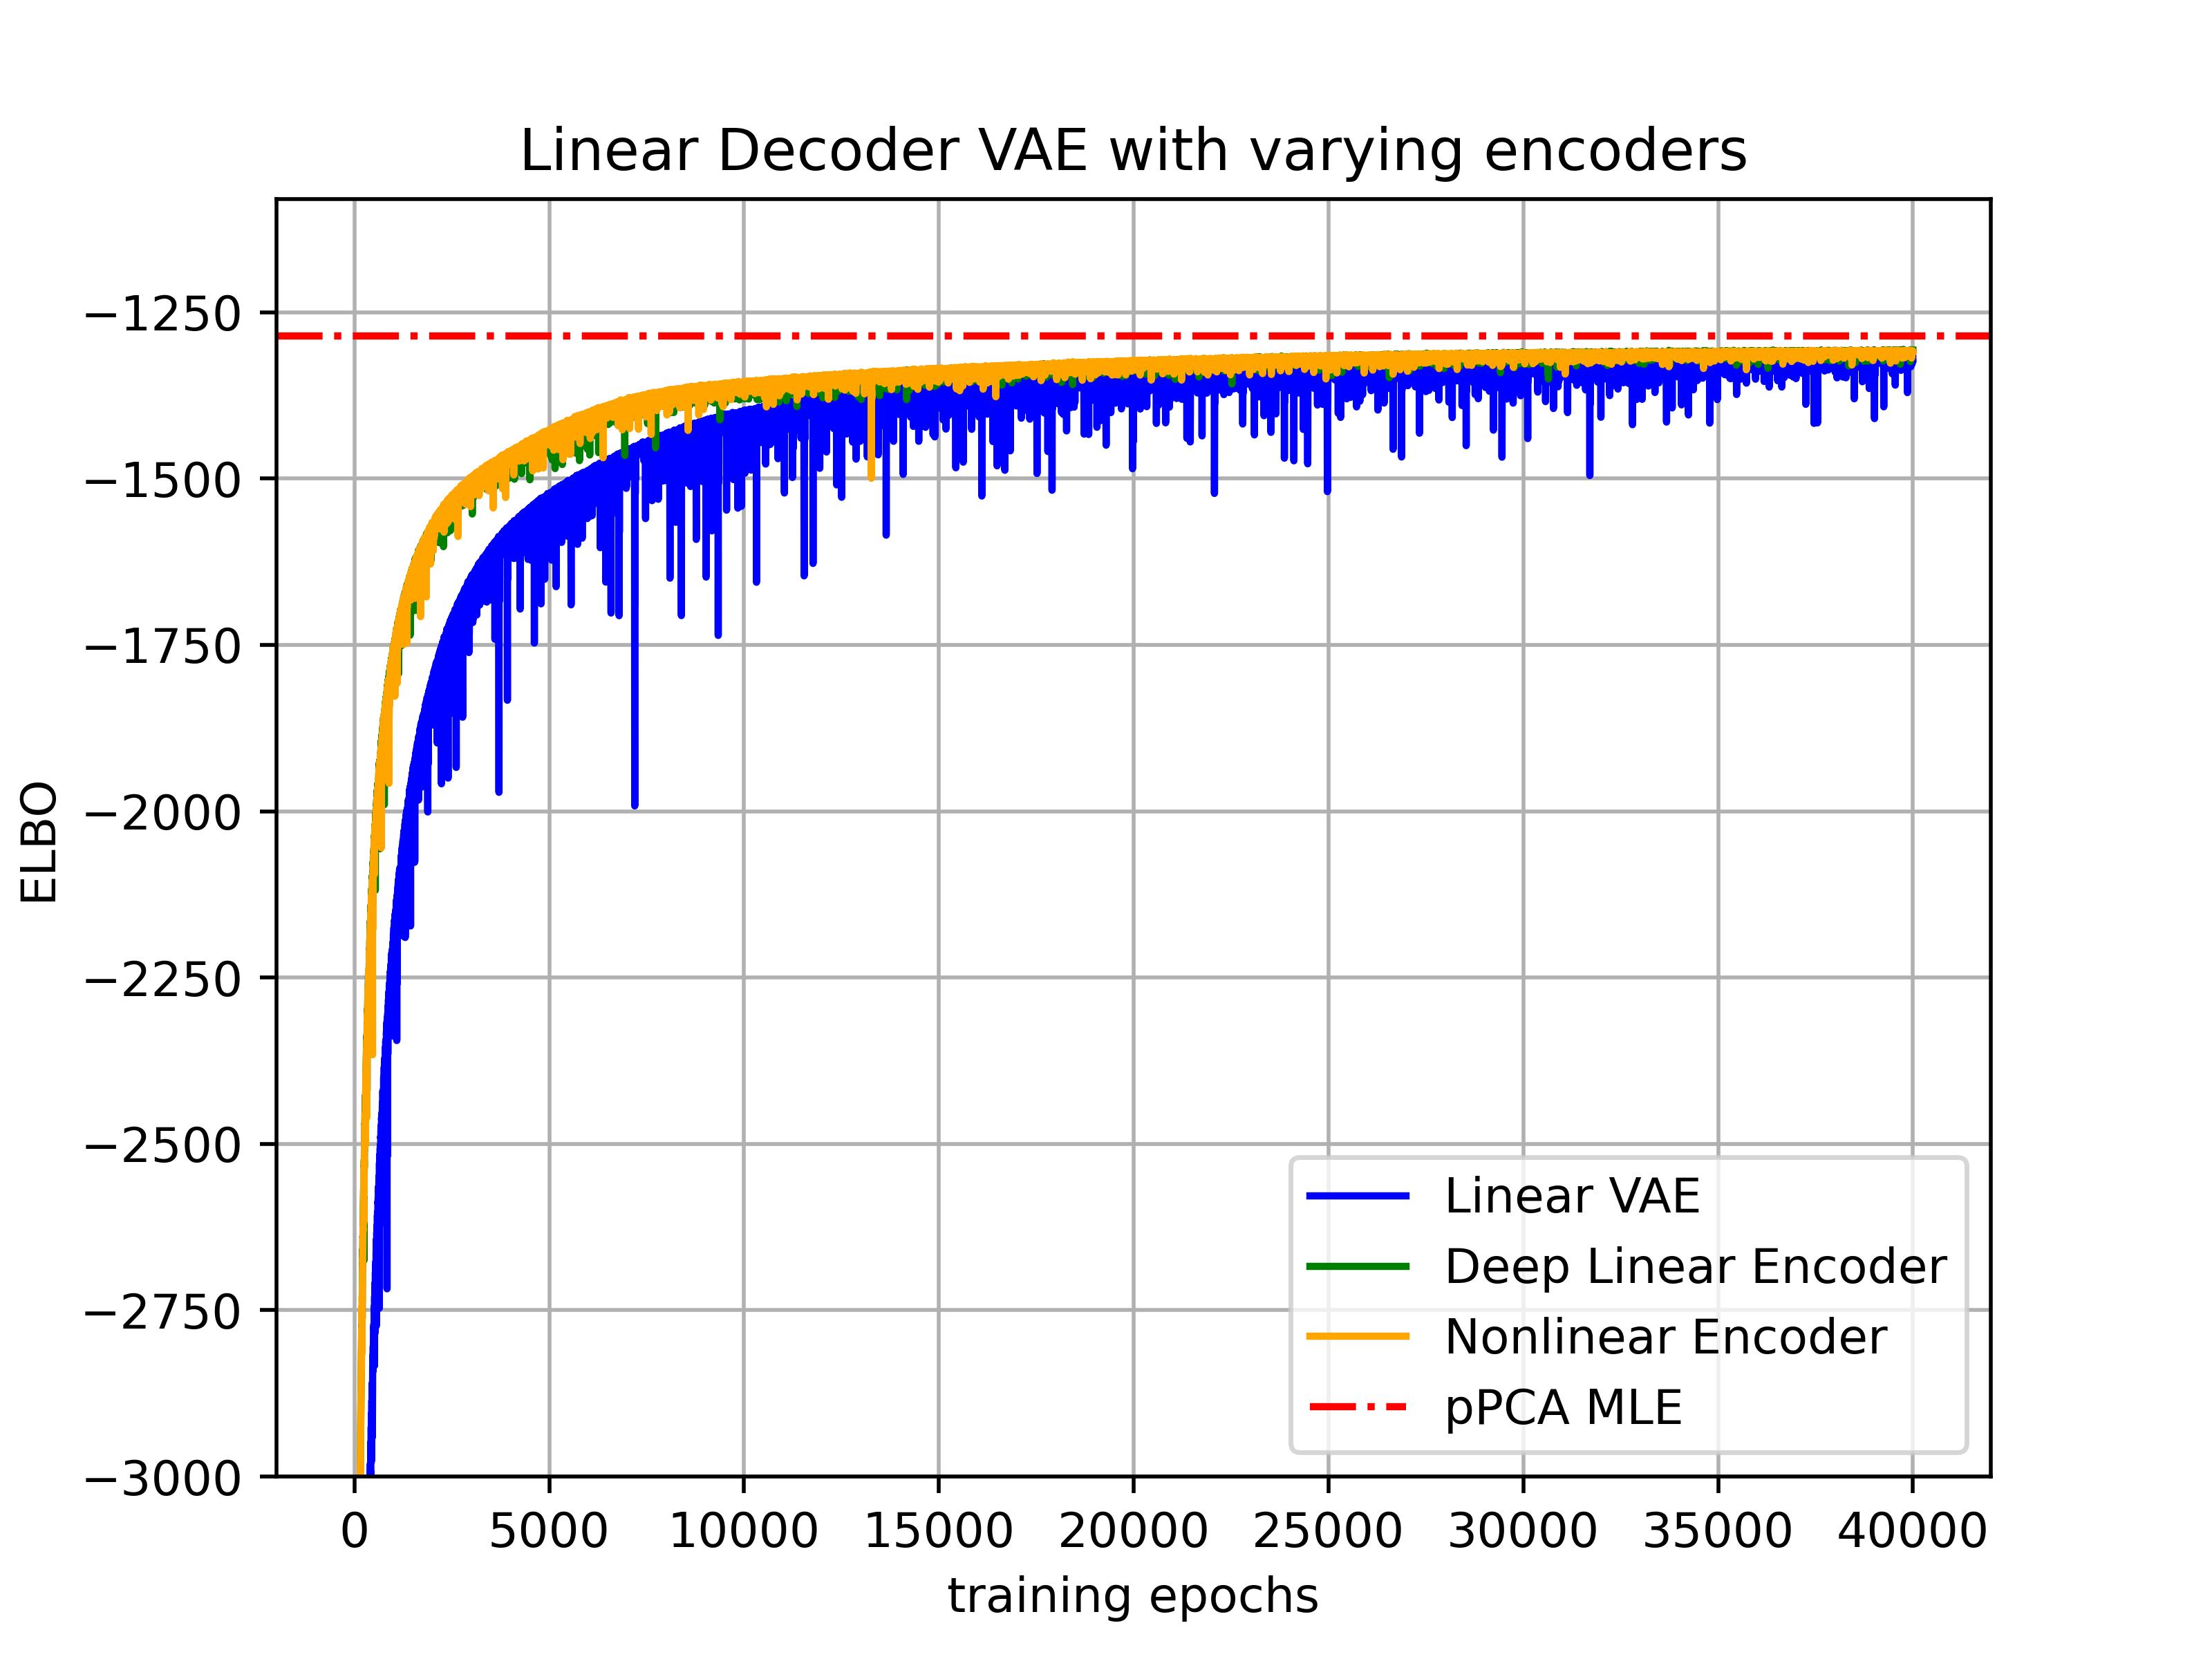 Linear Decoder VAE with varying encoders
−1250
−1500
−1750
−2000
−2250
−2500
−2750
−3000
ELBO
0 5000 10000 15000 20000 25000 30000 35000 40000
training epochs
Linear VAE
Deep Linear Encoder
Nonlinear Encoder
pPCA MLE